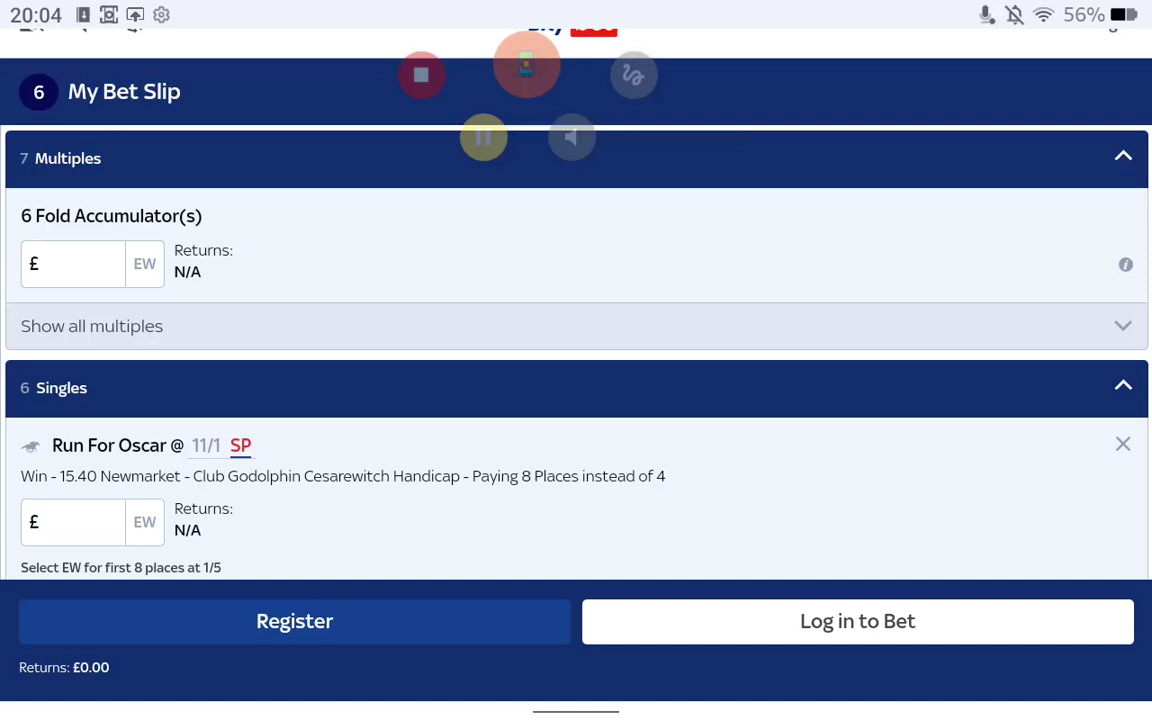 20:04
56%
6 My Bet Slip
7 Multiples
6 Fold Accumulator(s)
£ EW
Returns:
N/A
Show all multiples
6 Singles
Run For Oscar @ 11/1 SP
Win - 15.40 Newmarket - Club Godolphin Cesarewitch Handicap - Paying 8 Places instead of 4
£ EW
Returns:
N/A
Select EW for first 8 places at 1/5
Register
Log in to Bet
Returns: £0.00